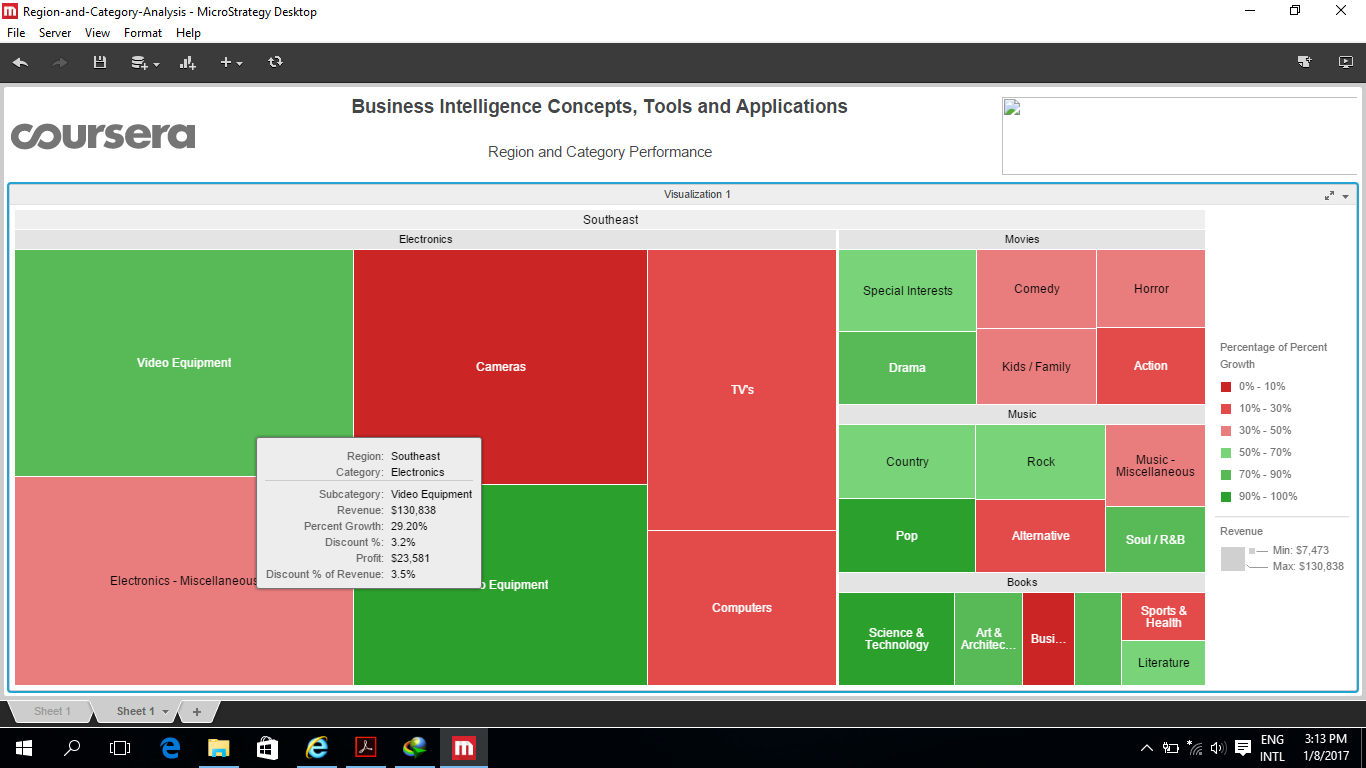 Region-and-Category-Analysis - MicroStrategy Desktop
File Server View Format Help
coursera
Business Intelligence Concepts, Tools and Applications
Region and Category Performance
Visualization 1
Southeast
Electronics
Video Equipment
Cameras
TV's
Electronics - Miscellaneous
Equipment
Computers
Region: Southeast
Category: Electronics
Subcategory: Video Equipment
Revenue: $130,838
Percent Growth: 29.20%
Discount %: 3.2%
Profit: $23,581
Discount % of Revenue: 3.5%
Movies
Special Interests
Comedy
Horror
Drama
Kids / Family
Action
Music
Country
Rock
Music -
Miscellaneous
Pop
Alternative
Soul / R&B
Books
Science &
Technology
Art &
Architec...
Busi...
Sports &
Health
Literature
Percentage of Percent
Growth
0% - 10%
10% - 30%
30% - 50%
50% - 70%
70% - 90%
90% - 100%
Revenue
Min: $7,473
Max: $130,838
Sheet 1
Sheet 1
ENG
INTL
3:13 PM
1/8/2017